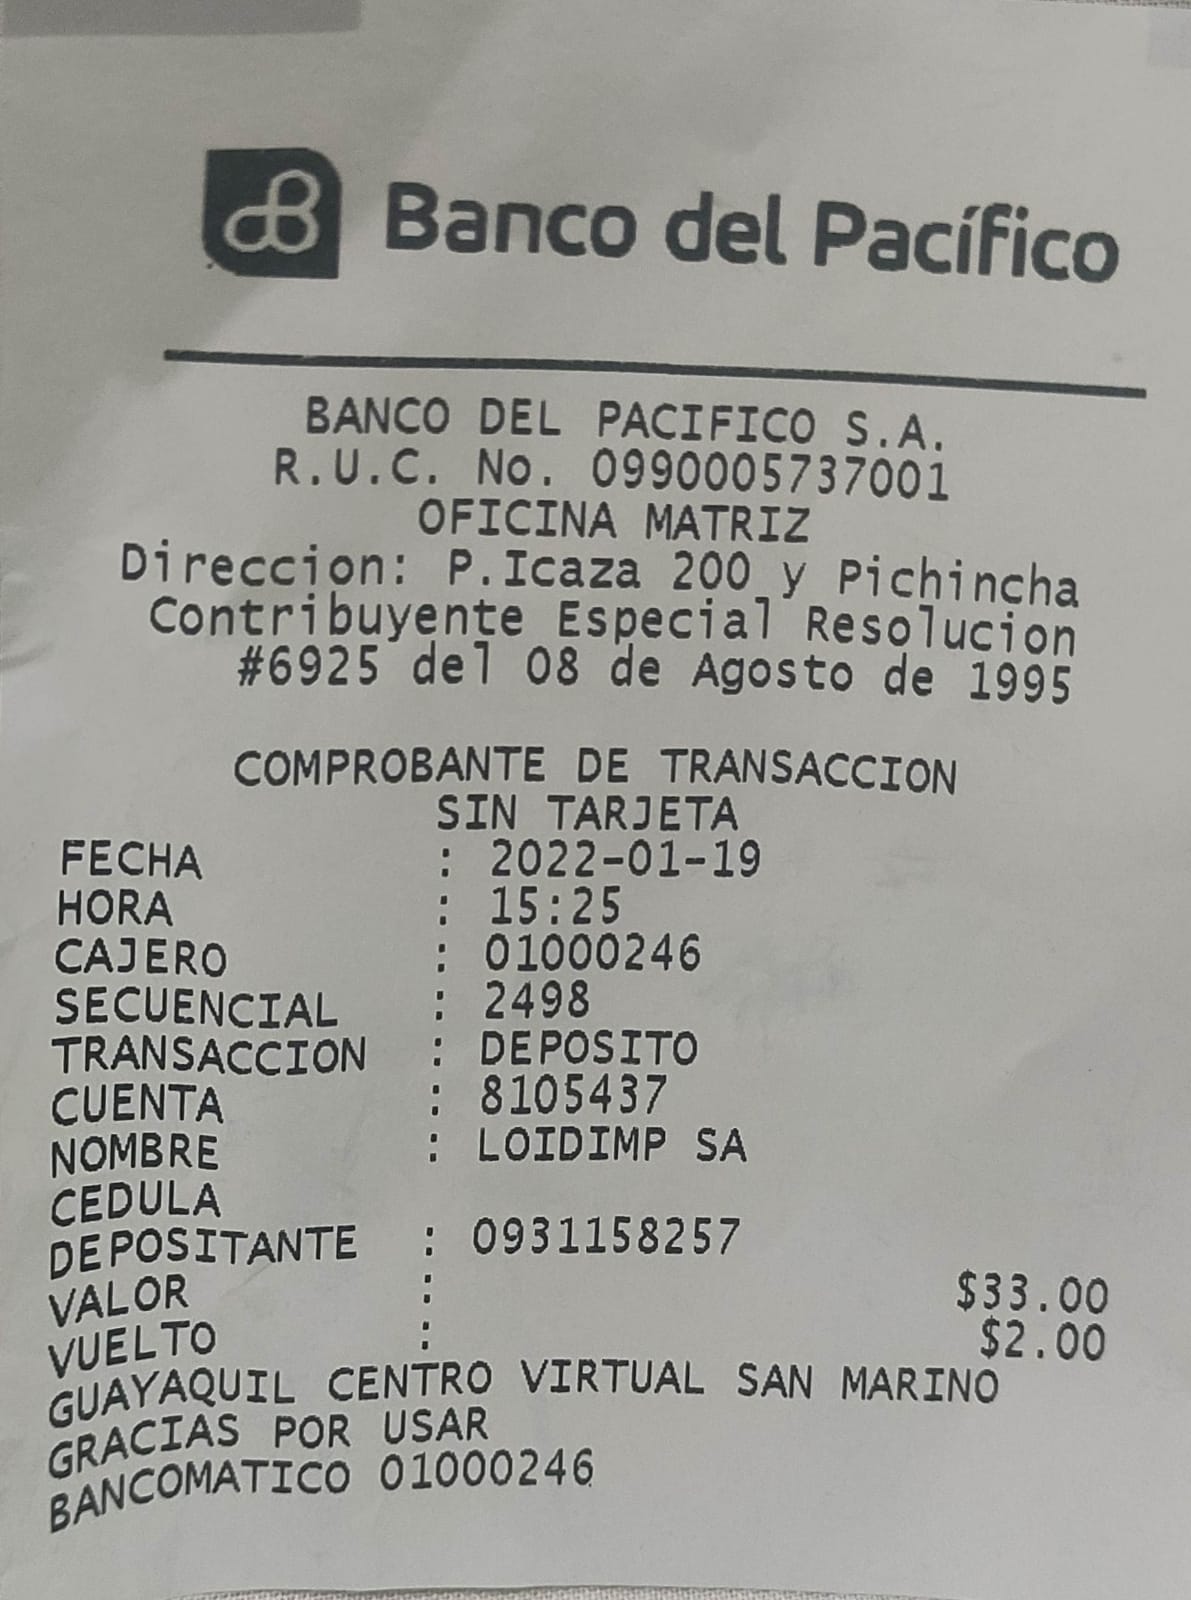 Banco del Pacífico
BANCO DEL PACIFICO S.A.
R.U.C. No. 0990005737001
OFICINA MATRIZ
Direccion: P.Icaza 200 y Pichincha
Contribuyente Especial Resolucion
#6925 del 08 de Agosto de 1995
COMPROBANTE DE TRANSACCION
SIN TARJETA
FECHA : 2022-01-19
HORA : 15:25
CAJERO : 01000246
SECUENCIAL : 2498
TRANSACCION : DEPOSITO
CUENTA : 8105437
NOMBRE : LOIDIMP SA
CEDULA
DEPOSITANTE : 0931158257
VALOR : $33.00
VUELTO : $2.00
GUAYAQUIL CENTRO VIRTUAL SAN MARINO
GRACIAS POR USAR
BANCOMATICO 01000246